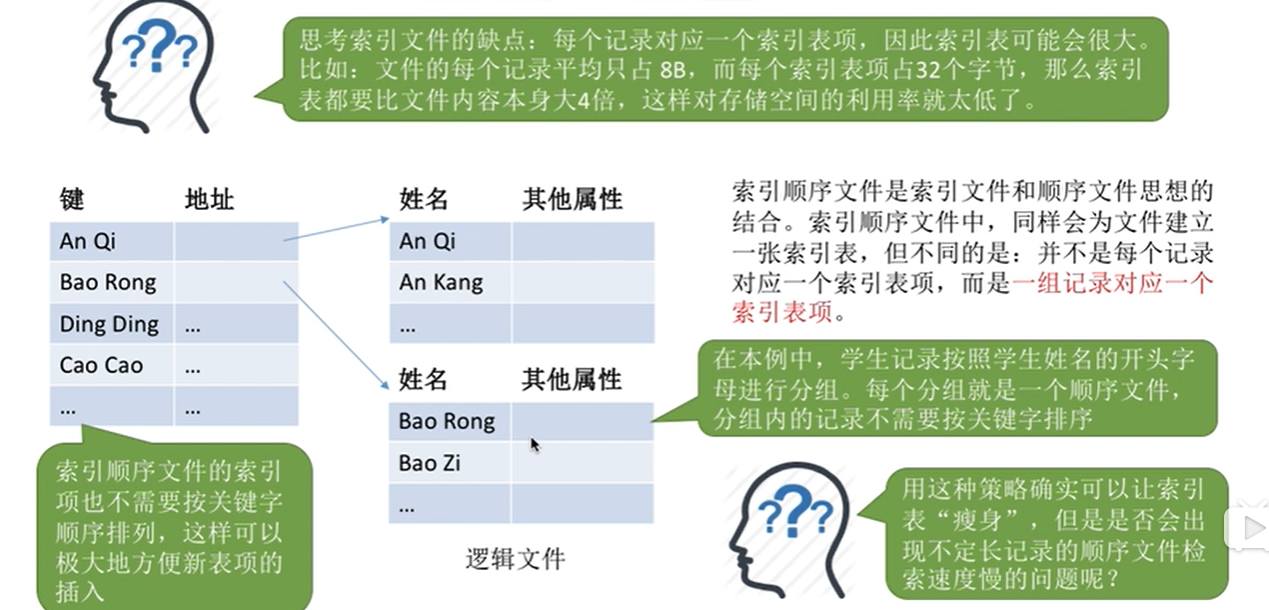 思考索引文件的缺点：每个记录对应一个索引表项，因此索引表可能会很大。
比如：文件的每个记录平均只占 8B，而每个索引表项占32个字节，那么索引
表都要比文件内容本身大4倍，这样对存储空间的利用率就太低了。
键 地址
An Qi
Bao Rong
Ding Ding ...
Cao Cao ...
... ...
索引顺序文件的索引
项也不需要按关键字
顺序排列，这样可以
极大地方便新表项的
插入
姓名 其他属性
An Qi
An Kang
...
姓名 其他属性
Bao Rong
Bao Zi
...
逻辑文件
索引顺序文件是索引文件和顺序文件思想的
结合。索引顺序文件中，同样会为文件建立
一张索引表，但不同的是：并不是每个记录
对应一个索引表项，而是一组记录对应一个
索引表项。
在本例中，学生记录按照学生姓名的开头字
母进行分组。每个分组就是一个顺序文件，
分组内的记录不需要按关键字排序
用这种策略确实可以让索引
表“瘦身”，但是是否会出
现不定长记录的顺序文件检
索速度慢的问题呢？